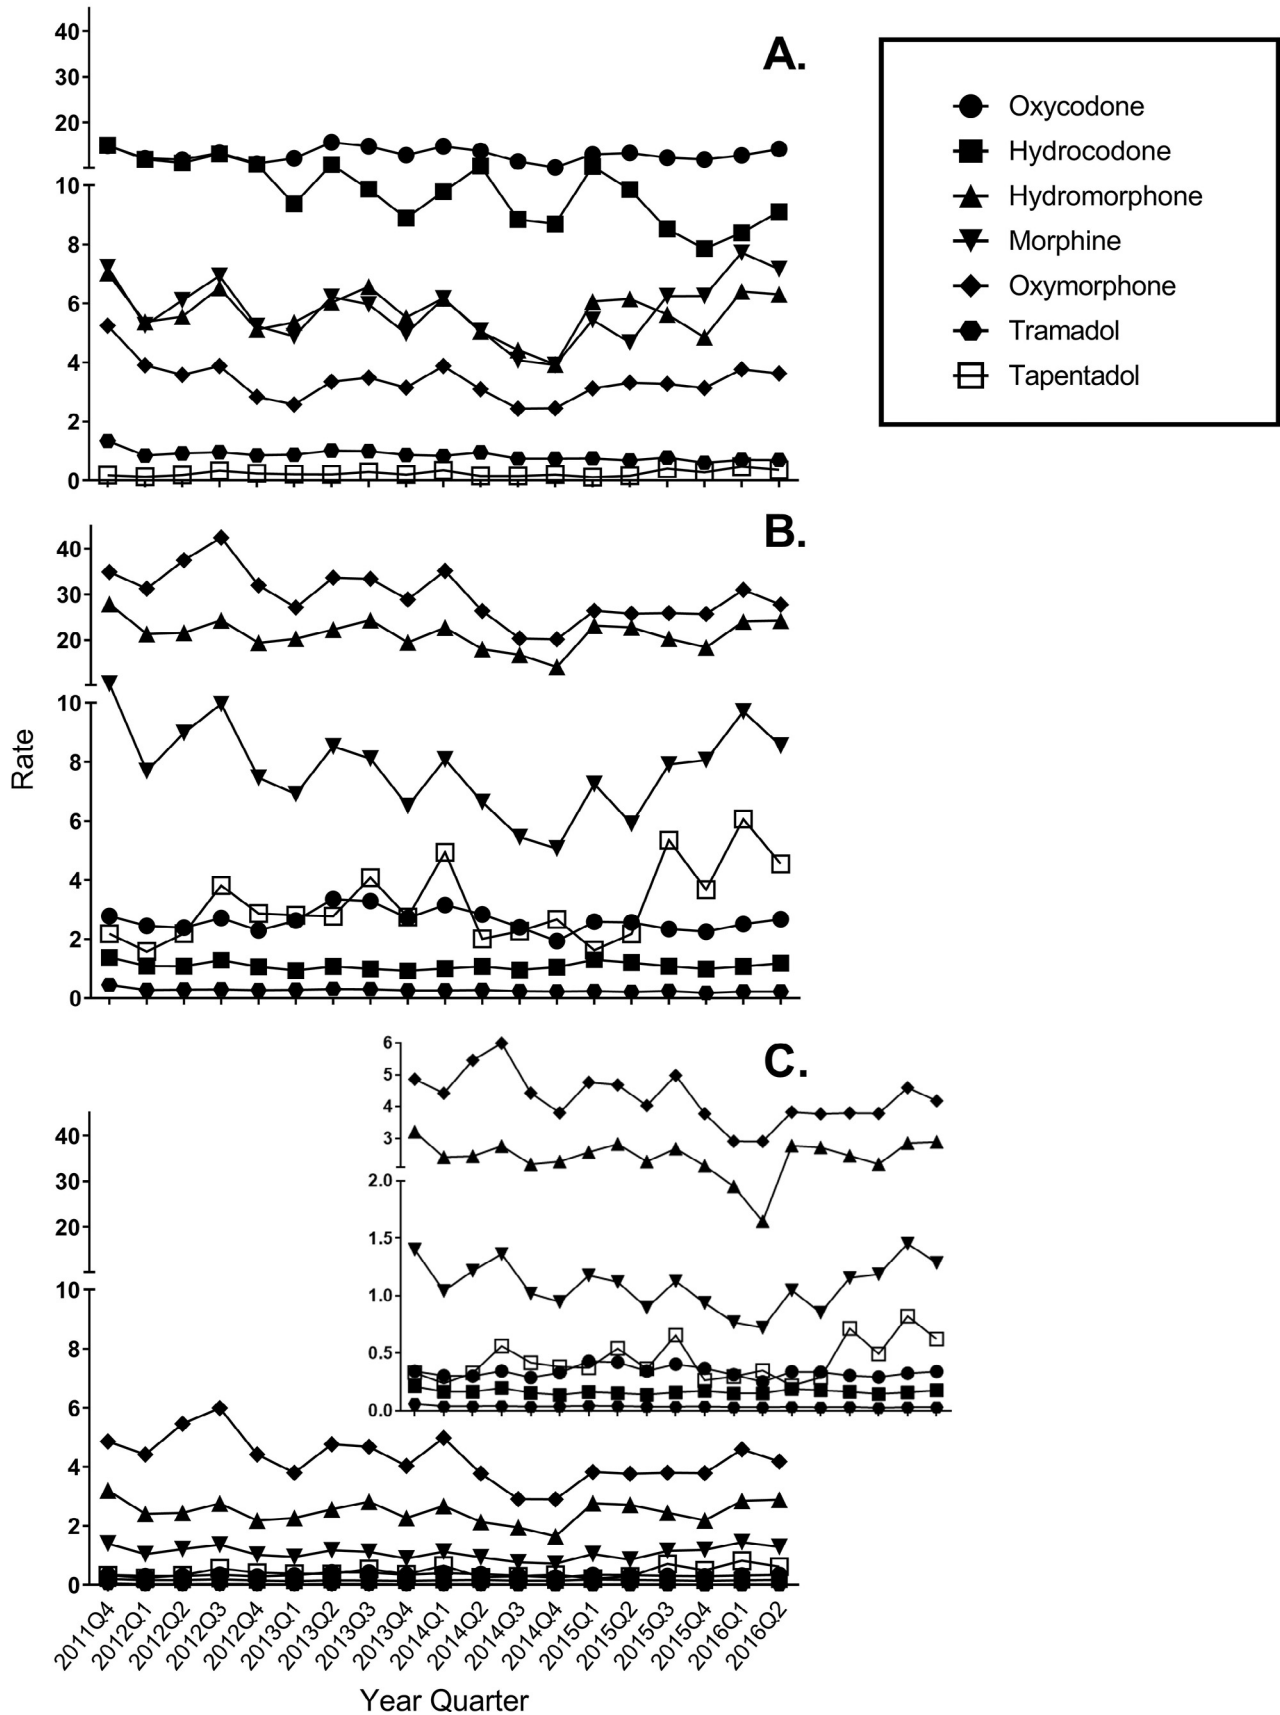 A.
40
30
20
10
8
6
4
2
0
Oxycodone
Hydrocodone
Hydromorphone
Morphine
Oxymorphone
Tramadol
Tapentadol
B.
40
30
20
10
8
6
4
2
0
Rate
C.
6
5
4
3
2.0
1.5
1.0
0.5
0.0
40
30
20
10
8
6
4
2
0
2011Q4
2012Q1
2012Q2
2012Q3
2012Q4
2013Q1
2013Q2
2013Q3
2013Q4
2014Q1
2014Q2
2014Q3
2014Q4
2015Q1
2015Q2
2015Q3
2015Q4
2016Q1
2016Q2
Year Quarter